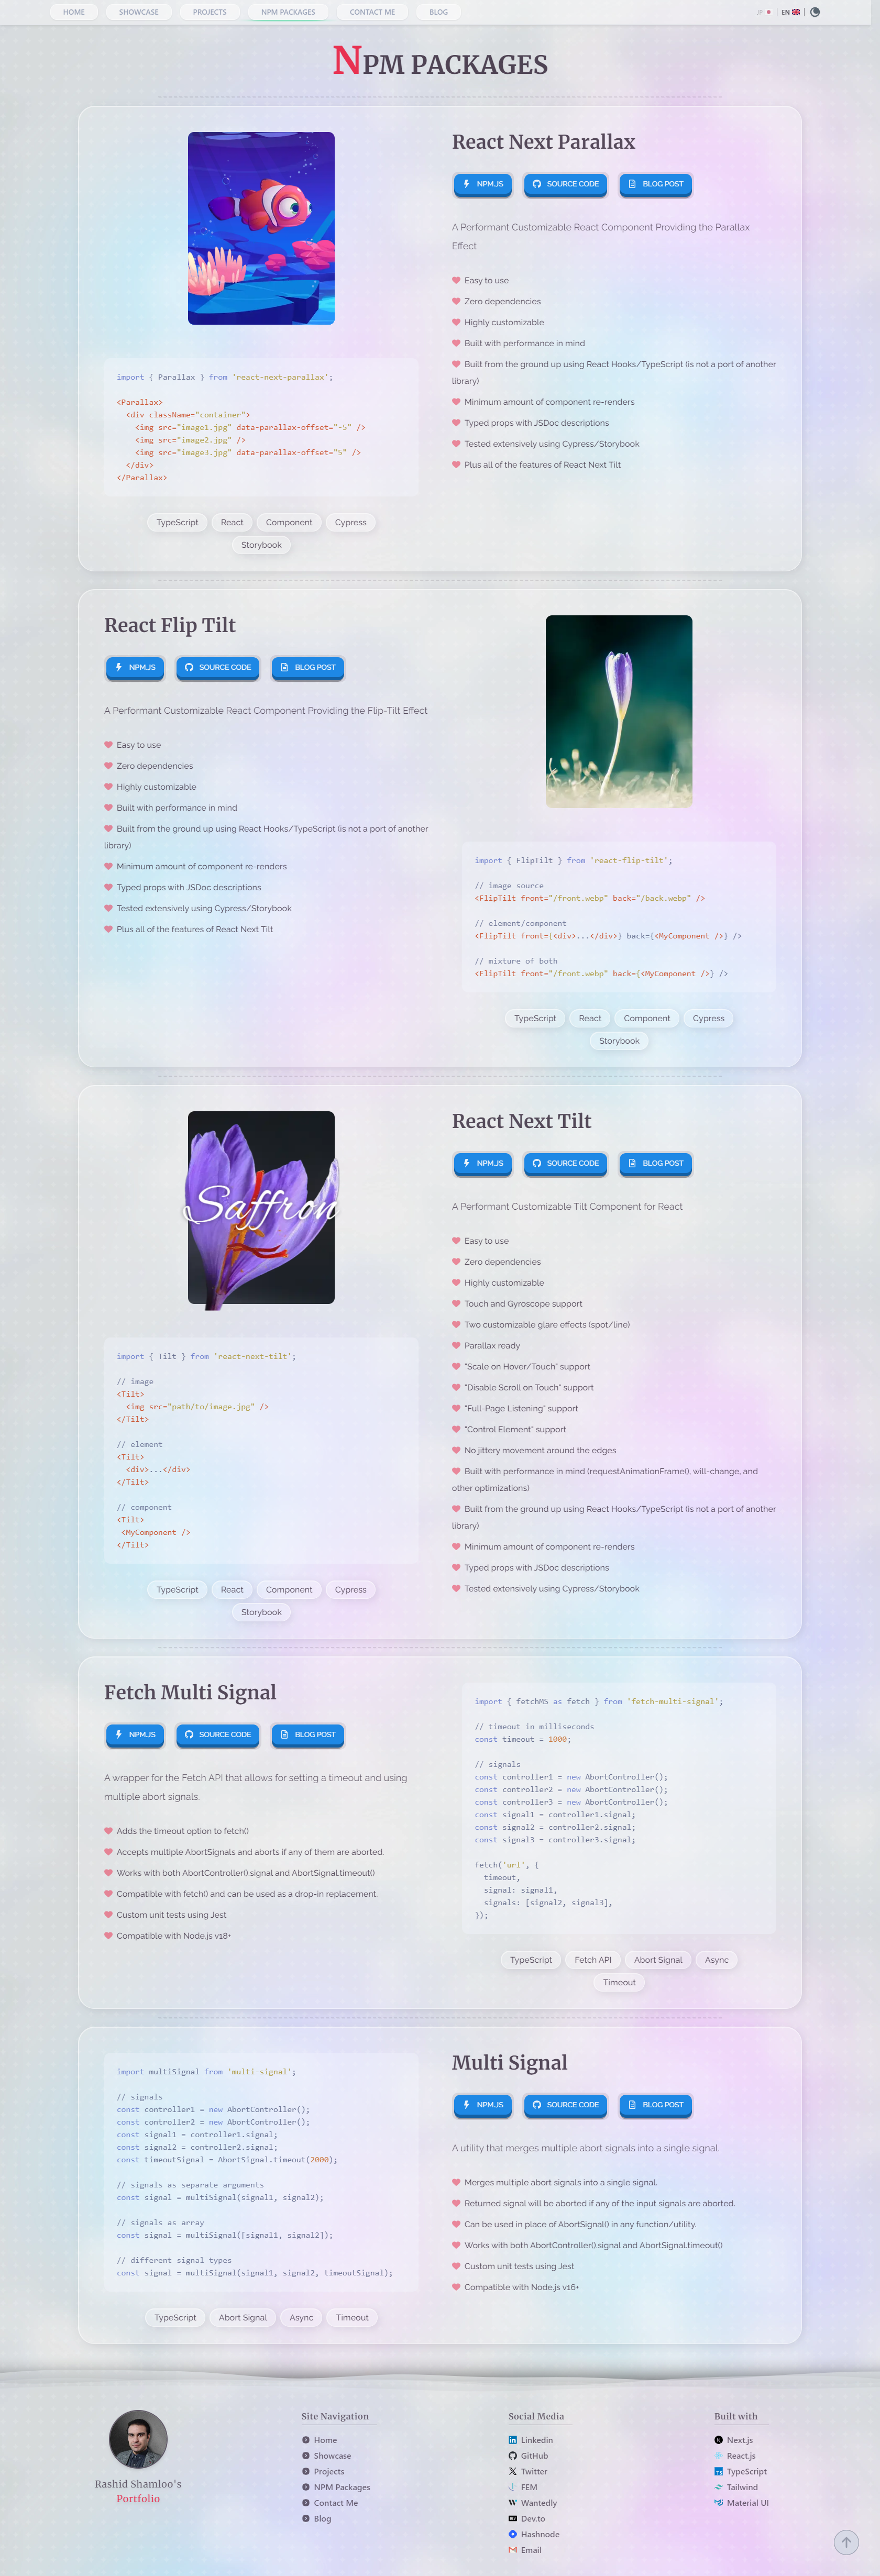 HOME SHOWCASE PROJECTS NPM PACKAGES CONTACT ME BLOG JP | EN |
NPM PACKAGES
React Next Parallax
NPM.JS SOURCE CODE BLOG POST
A Performant Customizable React Component Providing the Parallax
Effect
Easy to use
Zero dependencies
Highly customizable
Built with performance in mind
Built from the ground up using React Hooks/TypeScript (is not a part of another
library)
Minimum amount of component re-renders
Typed props with JSDoc descriptions
Tested extensively using Cypress/Storybook
Plus all of the features of React Next Tilt
import { Parallax } from 'react-next-parallax';
<Parallax>
<div className="container">
<img src="image1.jpg" data-parallax-offset="-5" />
<img src="image2.jpg" />
<img src="image3.jpg" data-parallax-offset="5" />
</div>
</Parallax>
TypeScript React Component Cypress
Storybook
React Flip Tilt
NPM.JS SOURCE CODE BLOG POST
A Performant Customizable React Component Providing the Flip-Tilt Effect
Easy to use
Zero dependencies
Highly customizable
Built with performance in mind
Built from the ground up using React Hooks/TypeScript (is not a part of another
library)
Minimum amount of component re-renders
Typed props with JSDoc descriptions
Tested extensively using Cypress/Storybook
Plus all of the features of React Next Tilt
import { FlipTilt } from 'react-flip-tilt';
// image source
<FlipTilt front="/front.webp" back="/back.webp" />
// element/component
<FlipTilt front={<div>...</div>} back={<MyComponent />} />
// mixture of both
<FlipTilt front="/front.webp" back={<MyComponent />} />
TypeScript React Component Cypress
Storybook
Saffron
React Next Tilt
NPM.JS SOURCE CODE BLOG POST
A Performant Customizable Tilt Component for React
Easy to use
Zero dependencies
Highly customizable
Touch and Gyroscope support
Two customizable glare effects (spot/line)
Parallax ready
"Scale on Hover/Touch" support
"Disable Scroll on Touch" support
"Full-Page Listening" support
"Control Element" support
No jittery movement around the edges
Built with performance in mind (requestAnimationFrame(), will-change, and
other optimizations)
Built from the ground up using React Hooks/TypeScript (is not a part of another
library)
Minimum amount of component re-renders
Typed props with JSDoc descriptions
Tested extensively using Cypress/Storybook
import { Tilt } from 'react-next-tilt';
// image
<Tilt>
<img src="path/to/image.jpg" />
</Tilt>
// element
<Tilt>
<div>...</div>
</Tilt>
// component
<Tilt>
<MyComponent />
</Tilt>
TypeScript React Component Cypress
Storybook
Fetch Multi Signal
NPM.JS SOURCE CODE BLOG POST
A wrapper for the Fetch API that allows for setting a timeout and using
multiple abort signals.
Adds the timeout option to fetch()
Accepts multiple AbortSignals and aborts if any of them are aborted.
Works with both AbortController().signal and AbortSignal.timeout()
Compatible with fetch() and can be used as a drop-in replacement.
Custom unit tests using Jest
Compatible with Node.js v18+
import { fetchMS as fetch } from 'fetch-multi-signal';
// timeout in milliseconds
const timeout = 1000;
// signals
const controller1 = new AbortController();
const controller2 = new AbortController();
const controller3 = new AbortController();
const signal1 = controller1.signal;
const signal2 = controller2.signal;
const signal3 = controller3.signal;
fetch('url', {
timeout,
signal: signal1,
signals: [signal2, signal3],
});
TypeScript Fetch API Abort Signal Async
Timeout
import multiSignal from 'multi-signal';
// signals
const controller1 = new AbortController();
const controller2 = new AbortController();
const signal1 = controller1.signal;
const signal2 = controller2.signal;
const timeoutSignal = AbortSignal.timeout(2000);
// signals as separate arguments
const signal = multiSignal(signal1, signal2);
// signals as array
const signal = multiSignal([signal1, signal2]);
// different signal types
const signal = multiSignal(signal1, signal2, timeoutSignal);
TypeScript Abort Signal Async Timeout
Multi Signal
NPM.JS SOURCE CODE BLOG POST
A utility that merges multiple abort signals into a single signal
Merges multiple abort signals into a single signal.
Returned signal will be aborted if any of the input signals are aborted.
Can be used in place of AbortSignal() in any function/utility.
Works with both AbortController().signal and AbortSignal.timeout()
Custom unit tests using Jest
Compatible with Node.js v16+
Rashid Shamloo's
Portfolio
Site Navigation
Home
Showcase
Projects
NPM Packages
Contact Me
Blog
Social Media
Linkedin
GitHub
Twitter
FEM
Wantedly
Dev.to
Hashnode
Email
Built with
Next.js
React.js
TypeScript
Tailwind
Material UI